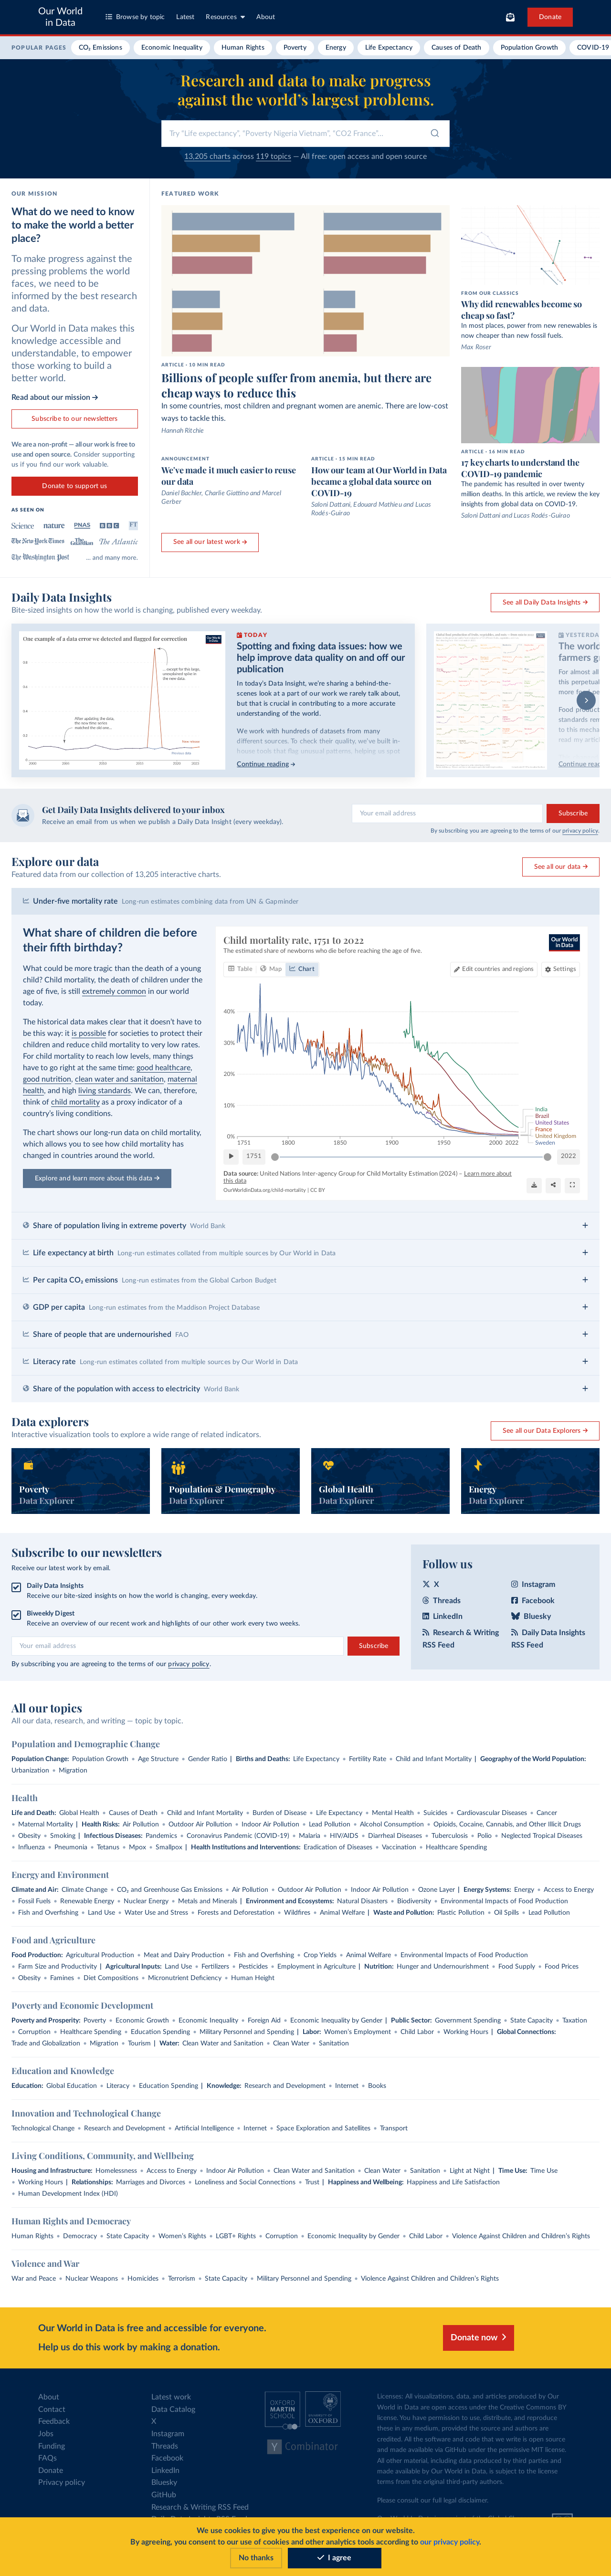 Our World
in Data
Browse by topic
Latest
Resources
About
Donate
POPULAR PAGES
CO₂ Emissions
Economic Inequality
Human Rights
Poverty
Energy
Life Expectancy
Causes of Death
Population Growth
COVID-19
Research and data to make progress
against the world's largest problems.
Try "Life expectancy", "Poverty Nigeria Vietnam", "CO2 France"...
13,205 charts across 119 topics — All free: open access and open source
OUR MISSION
What do we need to know
to make the world a better
place?
To make progress against the
pressing problems the world
faces, we need to be
informed by the best research
and data.
Our World in Data makes this
knowledge accessible and
understandable, to empower
those working to build a
better world.
Read about our mission →
Subscribe to our newsletters
We are a non-profit — all our work is free to
use and open source. Consider supporting
us if you find our work valuable.
Donate to support us
AS SEEN ON
Science
nature
PNAS
BBC
FT
The New York Times
The Guardian
The Atlantic
The Washington Post
... and many more.
FEATURED WORK
ARTICLE · 10 MIN READ
Billions of people suffer from anemia, but there are
cheap ways to reduce this
In some countries, most children and pregnant women are anemic. There are low-cost
ways to tackle this.
Hannah Ritchie
FROM OUR CLASSICS
Why did renewables become so
cheap so fast?
In most places, power from new renewables is
now cheaper than new fossil fuels.
Max Roser
ARTICLE · 16 MIN READ
17 key charts to understand the
COVID-19 pandemic
The pandemic has resulted in over twenty
million deaths. In this article, we review the key
insights from global data on COVID-19.
Saloni Dattani and Lucas Rodés-Guirao
ANNOUNCEMENT
We've made it much easier to reuse
our data
Daniel Bachler, Charlie Giattino and Marcel
Gerber
ARTICLE · 15 MIN READ
How our team at Our World in Data
became a global data source on
COVID-19
Saloni Dattani, Edouard Mathieu and Lucas
Rodés-Guirao
See all our latest work →
Daily Data Insights
Bite-sized insights on how the world is changing, published every weekday.
See all Daily Data Insights →
One example of a data error we detected and flagged for correction
TODAY
Spotting and fixing data issues: how we
help improve data quality on and off our
publication
In today's Data Insight, we're sharing a behind-the-
scenes look at a part of our work we rarely talk about,
but that is crucial in contributing to a more accurate
understanding of the world.
We work with hundreds of datasets from many
different sources. To check their quality, we've built in-
house tools that flag unusual patterns, helping us spot
Continue reading →
YESTERDA
The world
farmers g
For almost all
this perpetual
more fo
Food produc
standards rem
to this mecha
read my articl
Continue read
Get Daily Data Insights delivered to your inbox
Receive an email from us when we publish a Daily Data Insight (every weekday).
Your email address
Subscribe
By subscribing you are agreeing to the terms of our privacy policy.
Explore our data
Featured data from our collection of 13,205 interactive charts.
See all our data →
Under-five mortality rate Long-run estimates combining data from UN & Gapminder
What share of children die before
their fifth birthday?
What could be more tragic than the death of a young
child? Child mortality, the death of children under the
age of five, is still extremely common in our world
today.
The historical data makes clear that it doesn't have to
be this way: it is possible for societies to protect their
children and reduce child mortality to very low rates.
For child mortality to reach low levels, many things
have to go right at the same time: good healthcare,
good nutrition, clean water and sanitation, maternal
health, and high living standards. We can, therefore,
think of child mortality as a proxy indicator of a
country's living conditions.
The chart shows our long-run data on child mortality,
which allows you to see how child mortality has
changed in countries around the world.
Explore and learn more about this data →
Child mortality rate, 1751 to 2022
The estimated share of newborns who die before reaching the age of five.
Our World
in Data
Table
Map
Chart
Edit countries and regions
Settings
40%
30%
20%
10%
0%
India
Brazil
United States
France
United Kingdom
Sweden
1751
1800
1850
1900
1950
2000
2022
1751
2022
Data source: United Nations Inter-agency Group for Child Mortality Estimation (2024) – Learn more about
this data
OurWorldinData.org/child-mortality | CC BY
Share of population living in extreme poverty World Bank
Life expectancy at birth Long-run estimates collated from multiple sources by Our World in Data
Per capita CO₂ emissions Long-run estimates from the Global Carbon Budget
GDP per capita Long-run estimates from the Maddison Project Database
Share of people that are undernourished FAO
Literacy rate Long-run estimates collated from multiple sources by Our World in Data
Share of the population with access to electricity World Bank
Data explorers
Interactive visualization tools to explore a wide range of related indicators.
See all our Data Explorers →
Poverty
Data Explorer
Population & Demography
Data Explorer
Global Health
Data Explorer
Energy
Data Explorer
Subscribe to our newsletters
Receive our latest work by email.
Daily Data Insights
Receive our bite-sized insights on how the world is changing, every weekday.
Biweekly Digest
Receive an overview of our recent work and highlights of our other work every two weeks.
Your email address
Subscribe
By subscribing you are agreeing to the terms of our privacy policy.
Follow us
X
Instagram
Threads
Facebook
LinkedIn
Bluesky
Research & Writing
RSS Feed
Daily Data Insights
RSS Feed
All our topics
All our data, research, and writing — topic by topic.
Population and Demographic Change
Population Change: Population Growth • Age Structure • Gender Ratio | Births and Deaths: Life Expectancy • Fertility Rate • Child and Infant Mortality | Geography of the World Population:
Urbanization • Migration
Health
Life and Death: Global Health • Causes of Death • Child and Infant Mortality • Burden of Disease • Life Expectancy • Mental Health • Suicides • Cardiovascular Diseases • Cancer
• Maternal Mortality | Health Risks: Air Pollution • Outdoor Air Pollution • Indoor Air Pollution • Lead Pollution • Alcohol Consumption • Opioids, Cocaine, Cannabis, and Other Illicit Drugs
• Obesity • Smoking | Infectious Diseases: Pandemics • Coronavirus Pandemic (COVID-19) • Malaria • HIV/AIDS • Diarrheal Diseases • Tuberculosis • Polio • Neglected Tropical Diseases
• Influenza • Pneumonia • Tetanus • Mpox • Smallpox | Health Institutions and Interventions: Eradication of Diseases • Vaccination • Healthcare Spending
Energy and Environment
Climate and Air: Climate Change • CO₂ and Greenhouse Gas Emissions • Air Pollution • Outdoor Air Pollution • Indoor Air Pollution • Ozone Layer | Energy Systems: Energy • Access to Energy
• Fossil Fuels • Renewable Energy • Nuclear Energy • Metals and Minerals | Environment and Ecosystems: Natural Disasters • Biodiversity • Environmental Impacts of Food Production
• Fish and Overfishing • Land Use • Water Use and Stress • Forests and Deforestation • Wildfires • Animal Welfare | Waste and Pollution: Plastic Pollution • Oil Spills • Lead Pollution
Food and Agriculture
Food Production: Agricultural Production • Meat and Dairy Production • Fish and Overfishing • Crop Yields • Animal Welfare • Environmental Impacts of Food Production
• Farm Size and Productivity | Agricultural Inputs: Land Use • Fertilizers • Pesticides • Employment in Agriculture | Nutrition: Hunger and Undernourishment • Food Supply • Food Prices
• Obesity • Famines • Diet Compositions • Micronutrient Deficiency • Human Height
Poverty and Economic Development
Poverty and Prosperity: Poverty • Economic Growth • Economic Inequality • Foreign Aid • Economic Inequality by Gender | Public Sector: Government Spending • State Capacity • Taxation
• Corruption • Healthcare Spending • Education Spending • Military Personnel and Spending | Labor: Women's Employment • Child Labor • Working Hours | Global Connections:
Trade and Globalization • Migration • Tourism | Water: Clean Water and Sanitation • Clean Water • Sanitation
Education and Knowledge
Education: Global Education • Literacy • Education Spending | Knowledge: Research and Development • Internet • Books
Innovation and Technological Change
Technological Change • Research and Development • Artificial Intelligence • Internet • Space Exploration and Satellites • Transport
Living Conditions, Community, and Wellbeing
Housing and Infrastructure: Homelessness • Access to Energy • Indoor Air Pollution • Clean Water and Sanitation • Clean Water • Sanitation • Light at Night | Time Use: Time Use
• Working Hours | Relationships: Marriages and Divorces • Loneliness and Social Connections • Trust | Happiness and Wellbeing: Happiness and Life Satisfaction
• Human Development Index (HDI)
Human Rights and Democracy
Human Rights • Democracy • State Capacity • Women's Rights • LGBT+ Rights • Corruption • Economic Inequality by Gender • Child Labor • Violence Against Children and Children's Rights
Violence and War
War and Peace • Nuclear Weapons • Homicides • Terrorism • State Capacity • Military Personnel and Spending • Violence Against Children and Children's Rights
Our World in Data is free and accessible for everyone.
Help us do this work by making a donation.
Donate now
About
Contact
Feedback
Jobs
Funding
FAQs
Donate
Privacy policy
Latest work
Data Catalog
X
Instagram
Threads
Facebook
LinkedIn
Bluesky
GitHub
Research & Writing RSS Feed
OXFORD
MARTIN
SCHOOL
UNIVERSITY OF
OXFORD
Y Combinator
Licenses: All visualizations, data, and articles produced by Our
World in Data are open access under the Creative Commons BY
license. You have permission to use, distribute, and reproduce
these in any medium, provided the source and authors are
credited. All the software and code that we write is open source
and made available via GitHub under the permissive MIT license.
All other material, including data produced by third parties and
made available by Our World in Data, is subject to the license
terms from the original third-party authors.
Please consult our full legal disclaimer.
We use cookies to give you the best experience on our website.
By agreeing, you consent to our use of cookies and other analytics tools according to our privacy policy.
No thanks
I agree